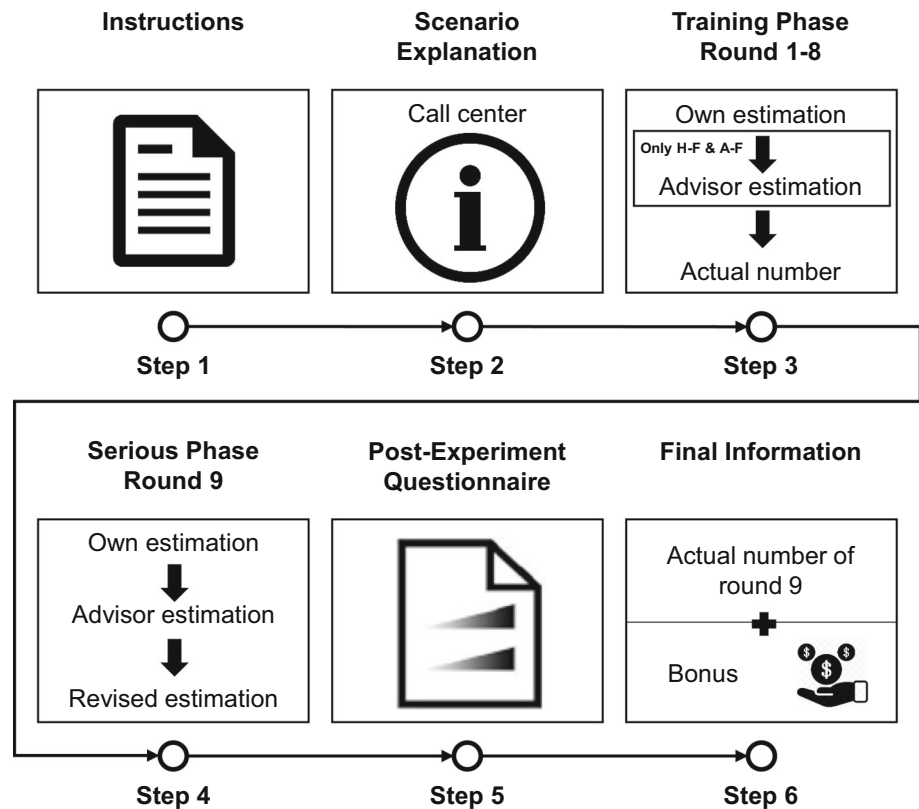 Instructions
Scenario
Explanation
Training Phase
Round 1-8
Call center
Own estimation
Only H-F & A-F
Advisor estimation
Actual number
Step 1
Step 2
Step 3
Serious Phase
Round 9
Post-Experiment
Questionnaire
Final Information
Own estimation
Advisor estimation
Revised estimation
Actual number of
round 9
Bonus
$ $ $
Step 4
Step 5
Step 6